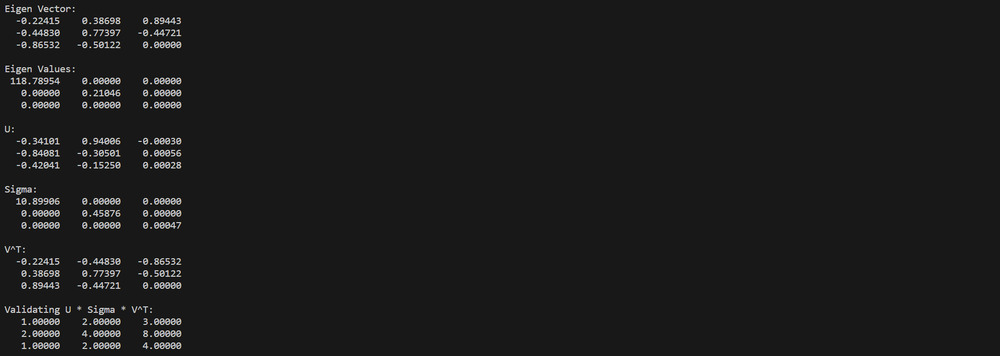 Eigen Vector:
-0.22415 0.38698 0.89443
-0.44830 0.77397 -0.44721
-0.86532 -0.50122 0.00000
Eigen Values:
118.78954 0.00000 0.00000
0.00000 0.21046 0.00000
0.00000 0.00000 0.00000
U:
-0.34101 0.94006 -0.00030
-0.84081 -0.30501 0.00056
-0.42041 -0.15250 0.00028
Sigma:
10.89906 0.00000 0.00000
0.00000 0.45876 0.00000
0.00000 0.00000 0.00047
V^T:
-0.22415 -0.44830 -0.86532
0.38698 0.77397 -0.50122
0.89443 -0.44721 0.00000
Validating U * Sigma * V^T:
1.00000 2.00000 3.00000
2.00000 4.00000 8.00000
1.00000 2.00000 4.00000